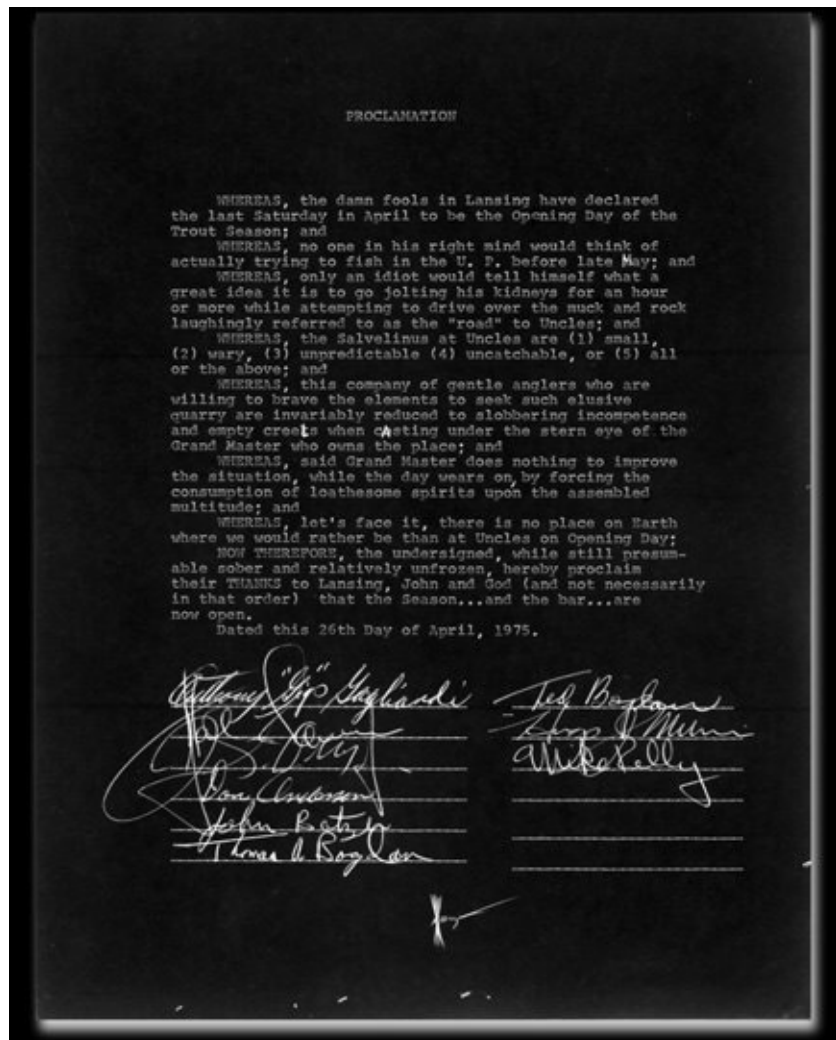 PROCLAMATION
WHEREAS, the damn fools in Lansing have declared
the last Saturday in April to be the Opening Day of the
Trout Season; and
WHEREAS, no one in his right mind would think of
actually trying to fish in the U. P. before late May; and
WHEREAS, only an idiot would tell himself what a
great idea it is to go jolting his kidneys for an hour
or more while attempting to drive over the muck and rock
laughingly referred to as the "road" to Uncles; and
WHEREAS, the Salvelinus at Uncles are (1) small,
(2) wary, (3) unpredictable (4) uncatchable, or (5) all
or the above; and
WHEREAS, this company of gentle anglers who are
willing to brave the elements to seek such elusive
quarry are invariably reduced to slobbering incompetence
and empty creels when cAsting under the stern eye of the
Grand Master who owns the place; and
WHEREAS, said Grand Master does nothing to improve
the situation, while the day wears on, by forcing the
consumption of loathesome spirits upon the assembled
multitude; and
WHEREAS, let's face it, there is no place on Earth
where we would rather be than at Uncles on Opening Day;
NOW THEREFORE, the undersigned, while still presum-
able sober and relatively unfrozen, hereby proclaim
their THANKS to Lansing, John and God (and not necessarily
in that order) that the Season...and the bar...are
now open.
Dated this 26th Day of April, 1975.
Anthony "Gigs" Gagliardi
Don Anderson
John
Thomas A Bogdan
Ted Bogdan
Mike Kelly